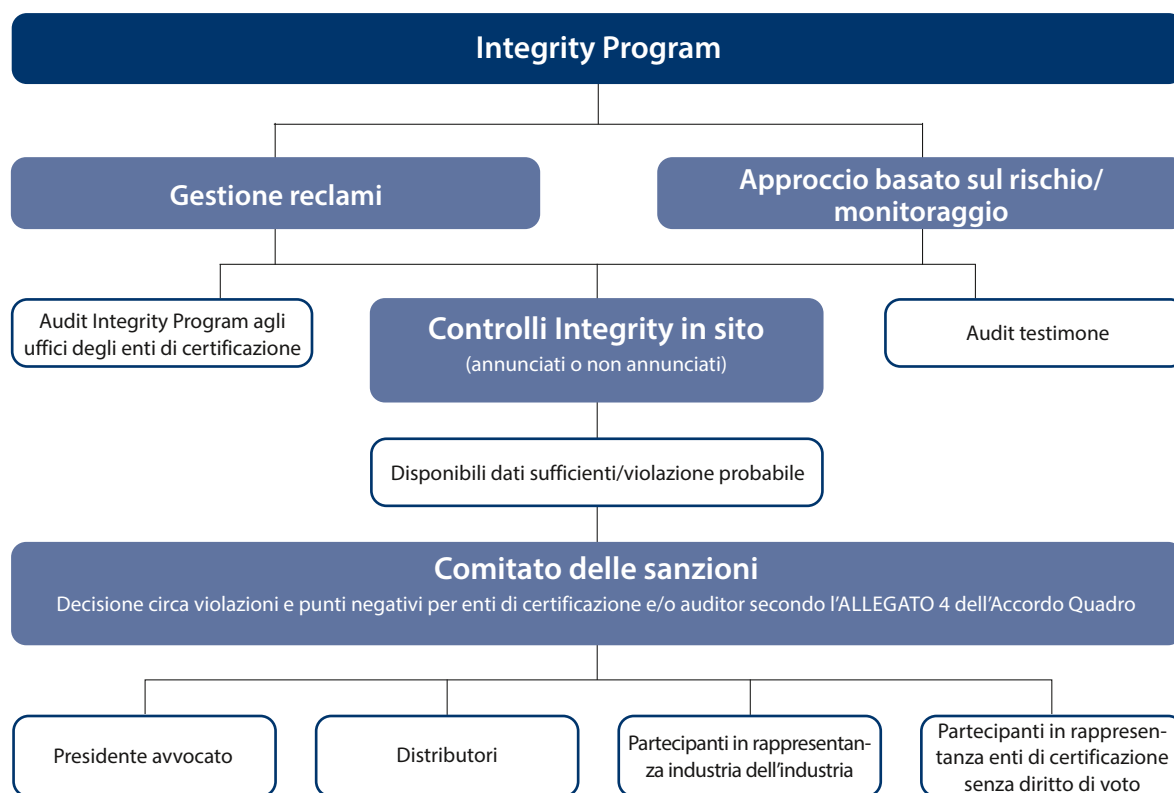 Integrity Program
Gestione reclami
Approccio basato sul rischio/
monitoraggio
Audit Integrity Program agli
uffici degli enti di certificazione
Controlli Integrity in sito
(annunciati o non annunciati)
Audit testimone
Disponibili dati sufficienti/violazione probabile
Comitato delle sanzioni
Decisione circa violazioni e punti negativi per enti di certificazione e/o auditor secondo l'ALLEGATO 4 dell'Accordo Quadro
Presidente avvocato
Distributori
Partecipanti in rappresentan-
za industria dell'industria
Partecipanti in rappresen-
tanza enti di certificazione
senza diritto di voto